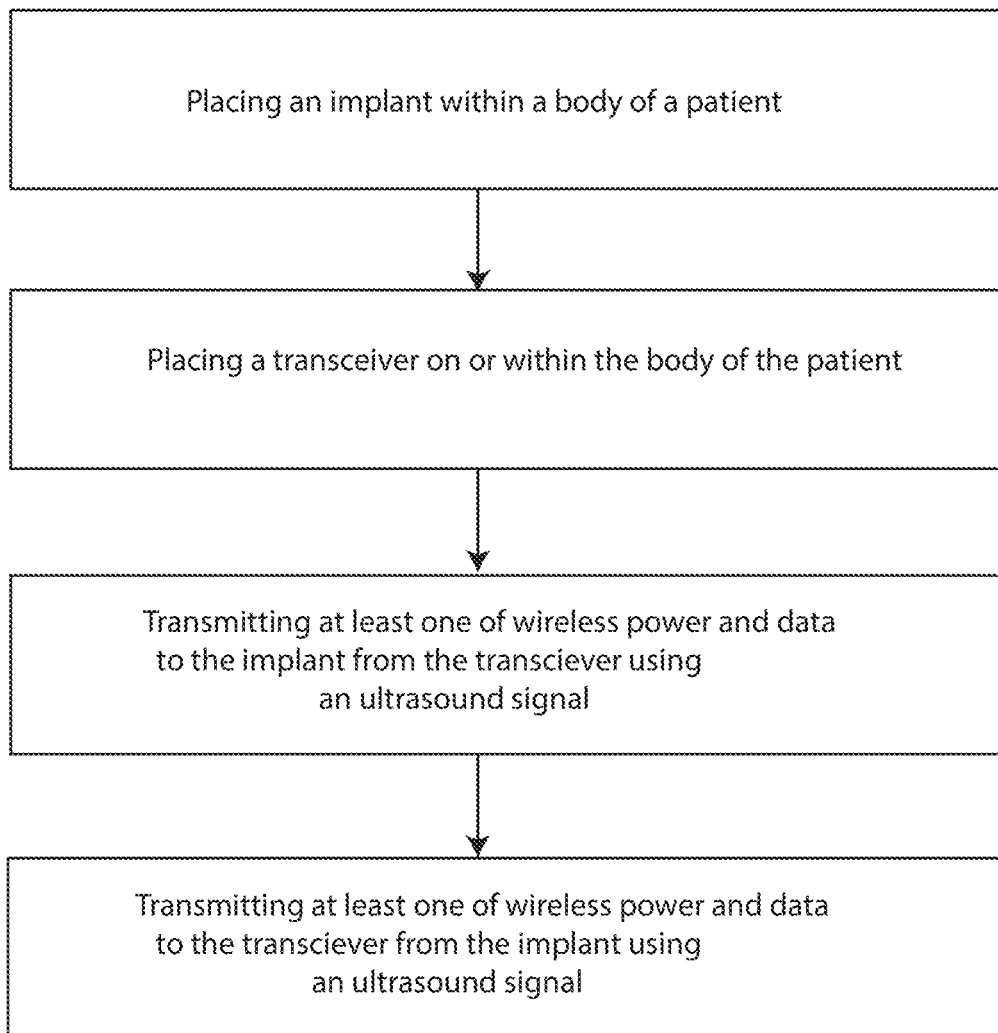 Placing an implant within a body of a patient
Placing a transceiver on or within the body of the patient
Transmitting at least one of wireless power and data
to the implant from the transciever using
an ultrasound signal
Transmitting at least one of wireless power and data
to the transciever from the implant using
an ultrasound signal